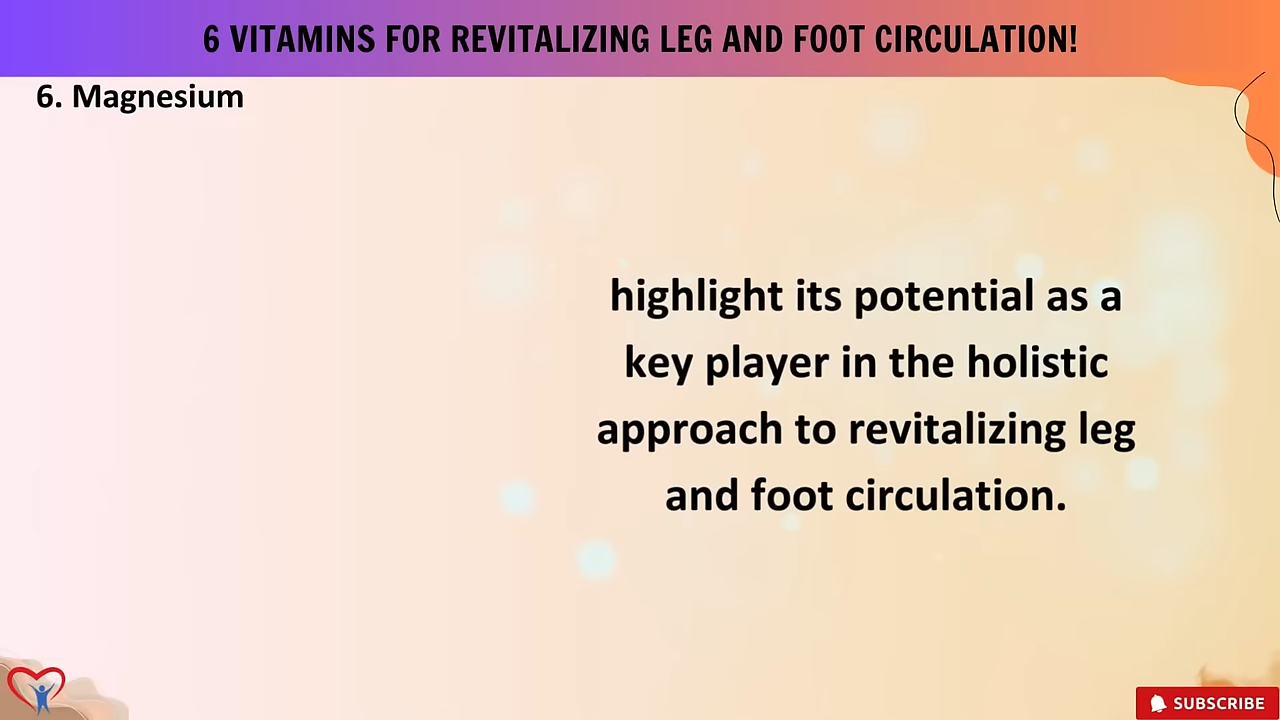 6 VITAMINS FOR REVITALIZING LEG AND FOOT CIRCULATION!
6. Magnesium
highlight its potential as a
key player in the holistic
approach to revitalizing leg
and foot circulation.
SUBSCRIBE